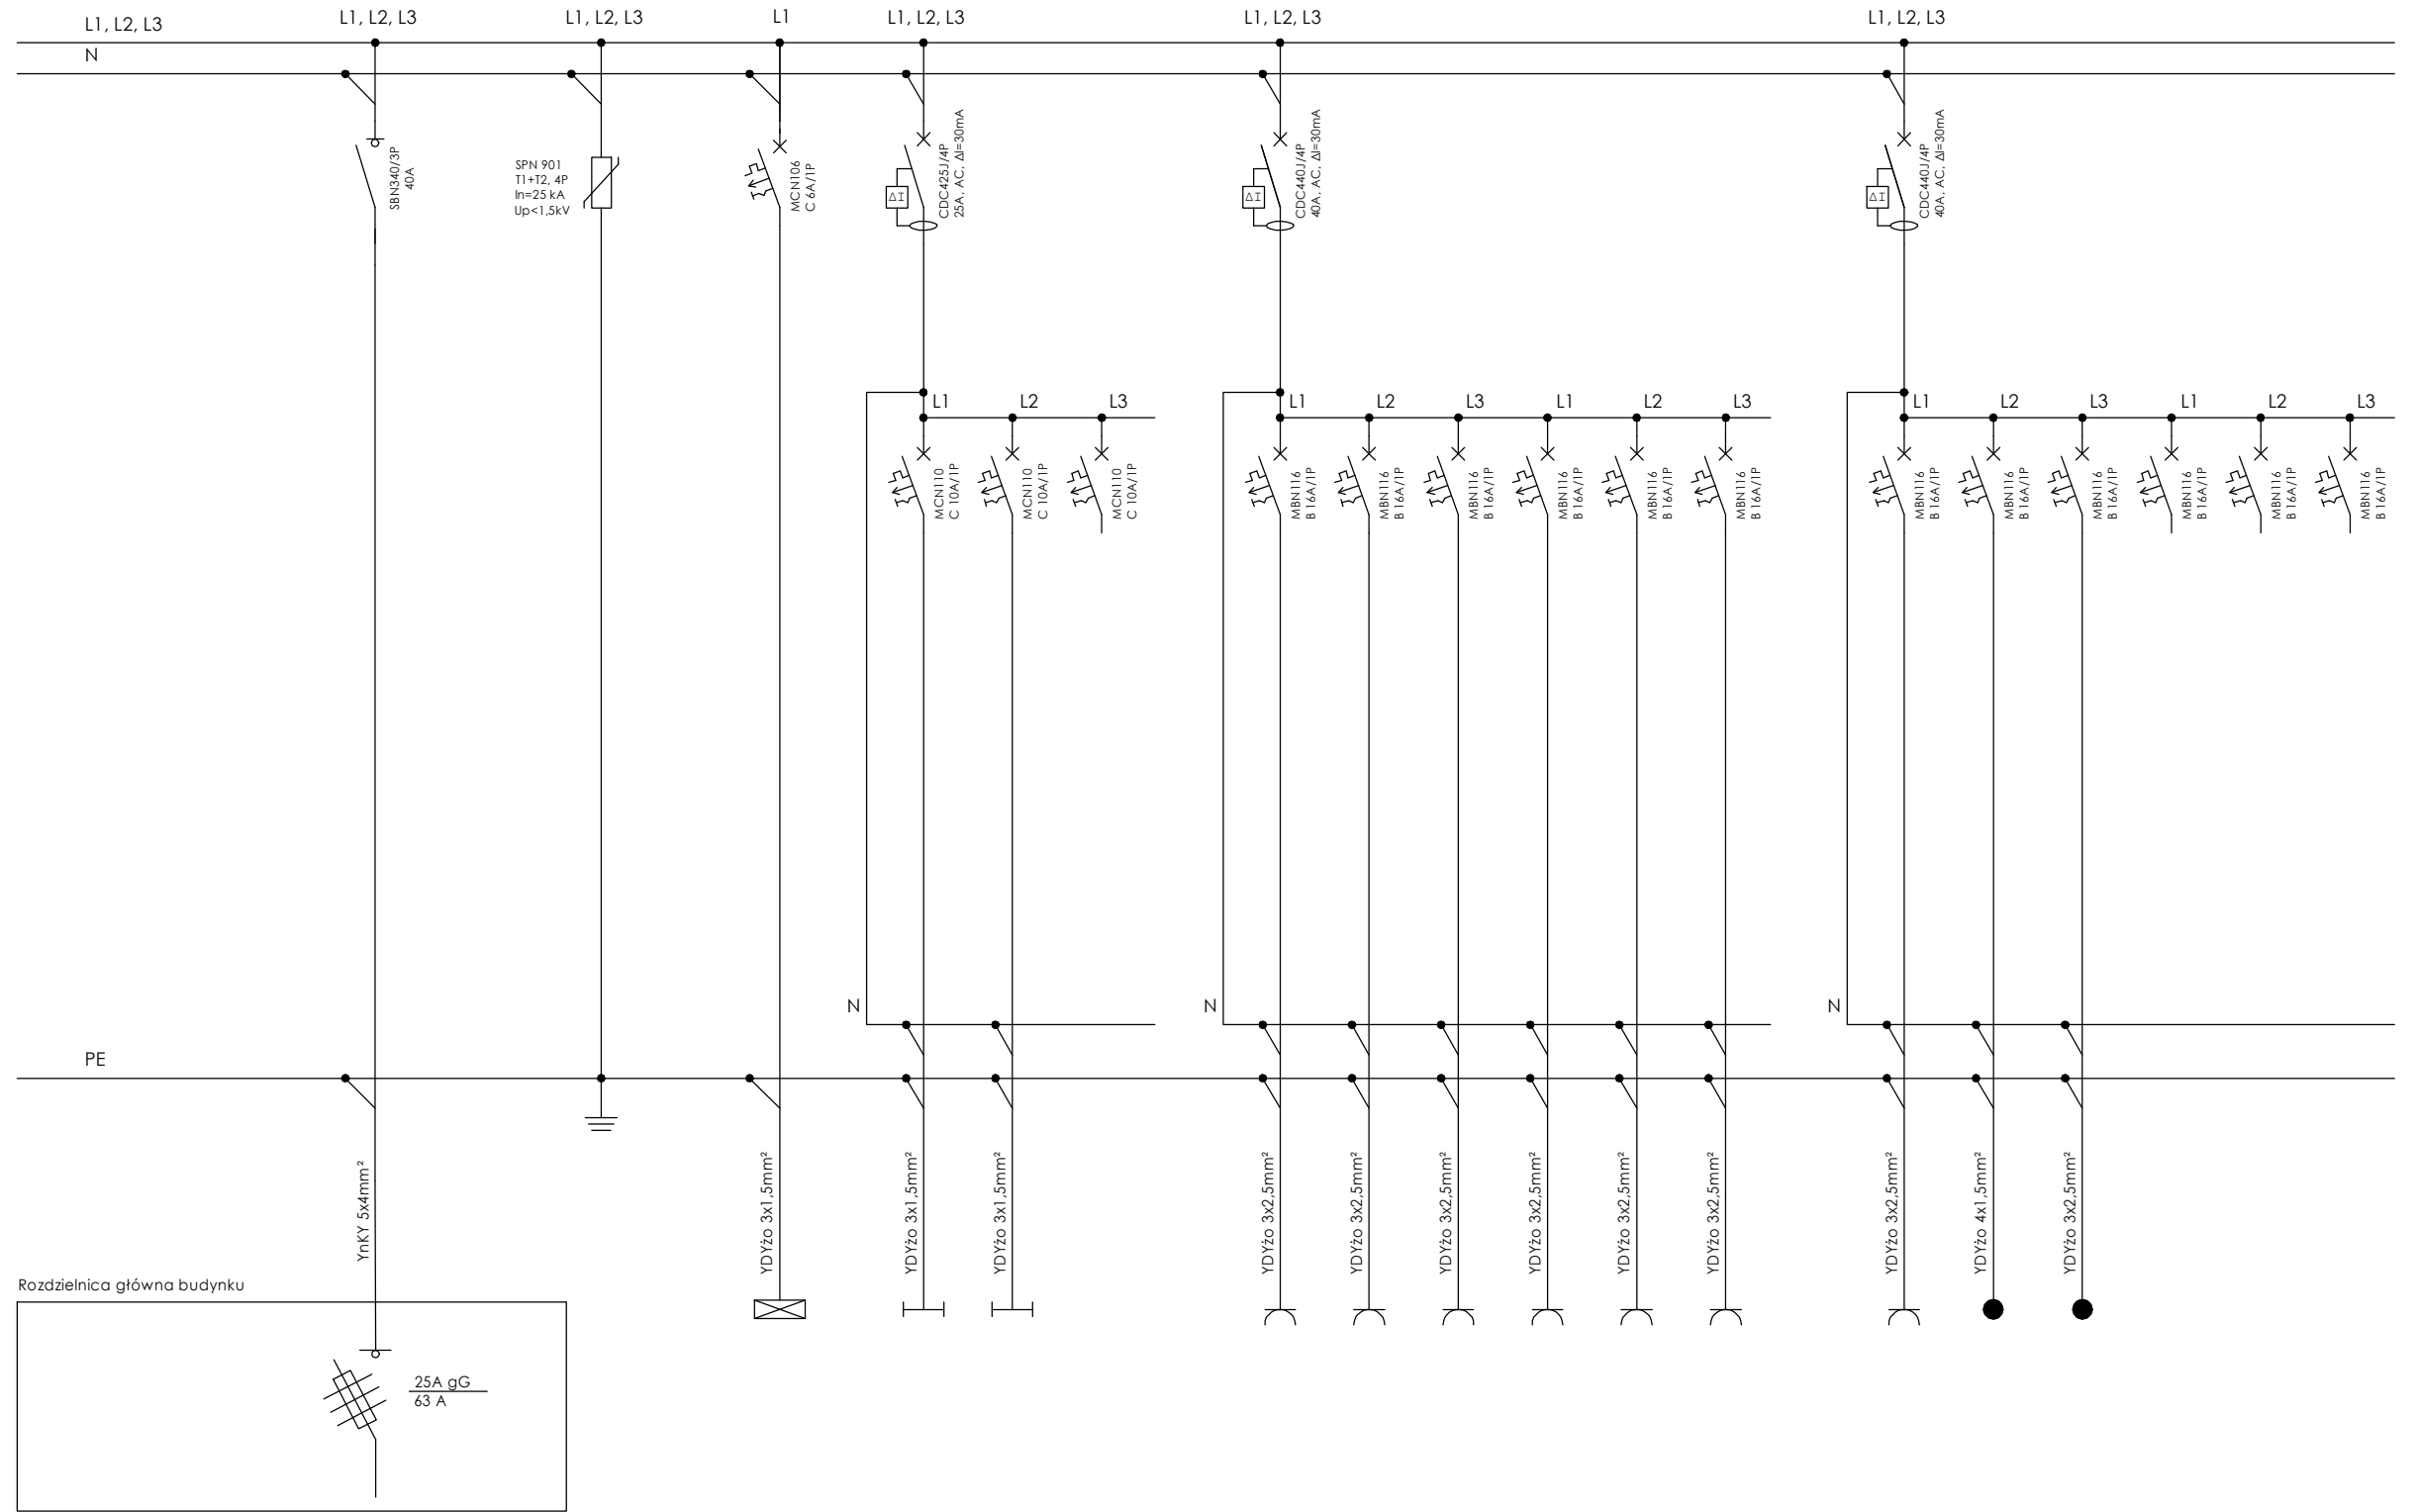 L1, L2, L3
L1, L2, L3
L1, L2, L3
L1
L1, L2, L3
L1, L2, L3
L1, L2, L3
N
SBN340/3P
40A
SPN 901
T1+T2, 4P
In=25 kA
Up<1,5kV
MCN106
C 6A/1P
ΔI
CDC425J/4P
25A, AC, ΔI=30mA
ΔI
CDC440J/4P
40A, AC, ΔI=30mA
ΔI
CDC440J/4P
40A, AC, ΔI=30mA
L1
L2
L3
L1
L2
L3
L1
L2
L3
L1
L2
L3
L1
L2
L3
MCN110
C 10A/1P
MCN110
C 10A/1P
MCN110
C 10A/1P
MBN116
B 16A/1P
MBN116
B 16A/1P
MBN116
B 16A/1P
MBN116
B 16A/1P
MBN116
B 16A/1P
MBN116
B 16A/1P
MBN116
B 16A/1P
MBN116
B 16A/1P
MBN116
B 16A/1P
MBN116
B 16A/1P
MBN116
B 16A/1P
MBN116
B 16A/1P
N
N
N
PE
YnKY 5x4mm²
YDYżo 3x1,5mm²
YDYżo 3x1,5mm²
YDYżo 3x1,5mm²
YDYżo 3x2,5mm²
YDYżo 3x2,5mm²
YDYżo 3x2,5mm²
YDYżo 3x2,5mm²
YDYżo 3x2,5mm²
YDYżo 3x2,5mm²
YDYżo 3x2,5mm²
YDYżo 4x1,5mm²
YDYżo 3x2,5mm²
Rozdzielnica główna budynku
25A gG
63 A